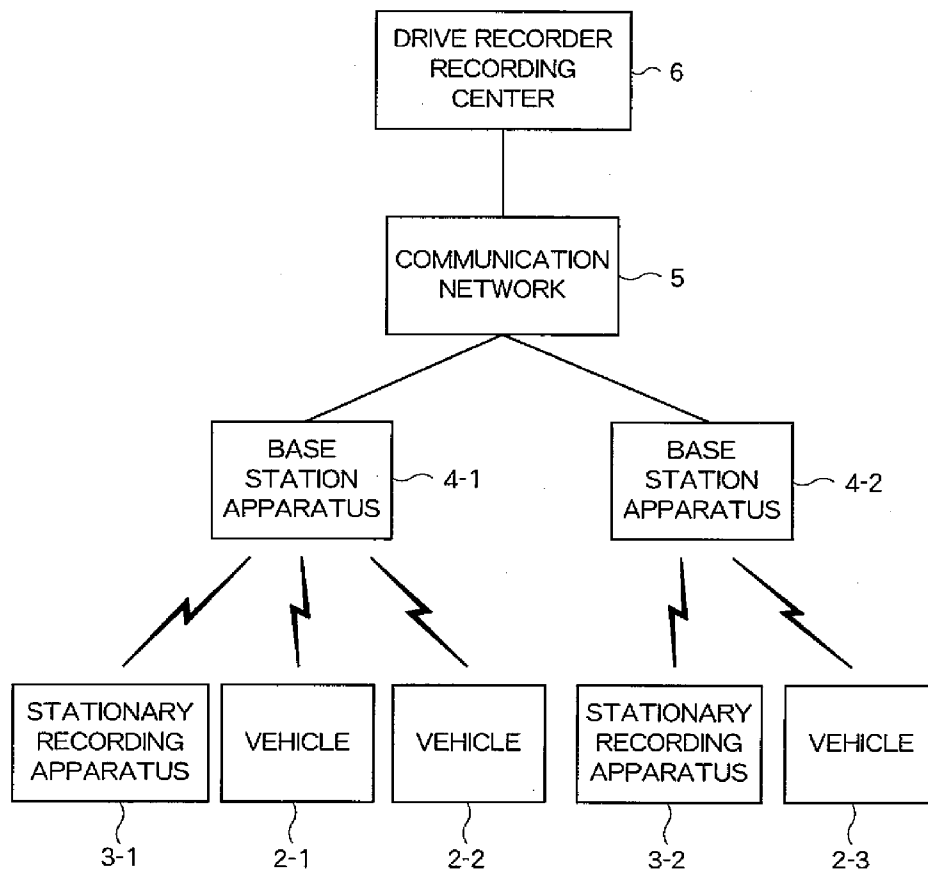 DRIVE RECORDER
RECORDING
CENTER
6
COMMUNICATION
NETWORK
5
BASE
STATION
APPARATUS
4-1
BASE
STATION
APPARATUS
4-2
STATIONARY
RECORDING
APPARATUS
VEHICLE
VEHICLE
STATIONARY
RECORDING
APPARATUS
VEHICLE
3-1
2-1
2-2
3-2
2-3